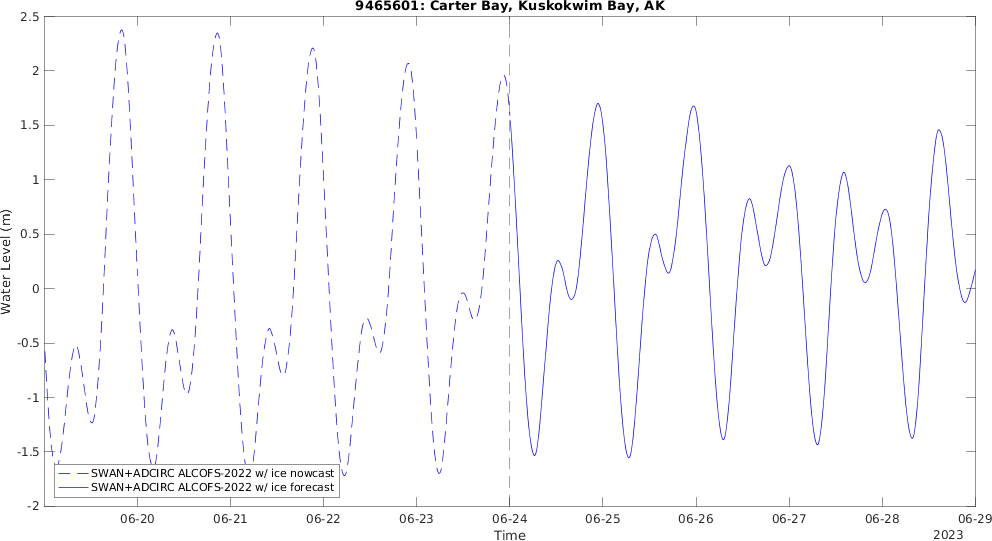 9465601: Carter Bay, Kuskokwim Bay, AK
2.5
2
1.5
1
0.5
0
-0.5
-1
-1.5
-2
Water Level (m)
SWAN+ADCIRC ALCOFS-2022 w/ ice nowcast
SWAN+ADCIRC ALCOFS-2022 w/ ice forecast
06-20 06-21 06-22 06-23 06-24 06-25 06-26 06-27 06-28 06-29
Time
2023